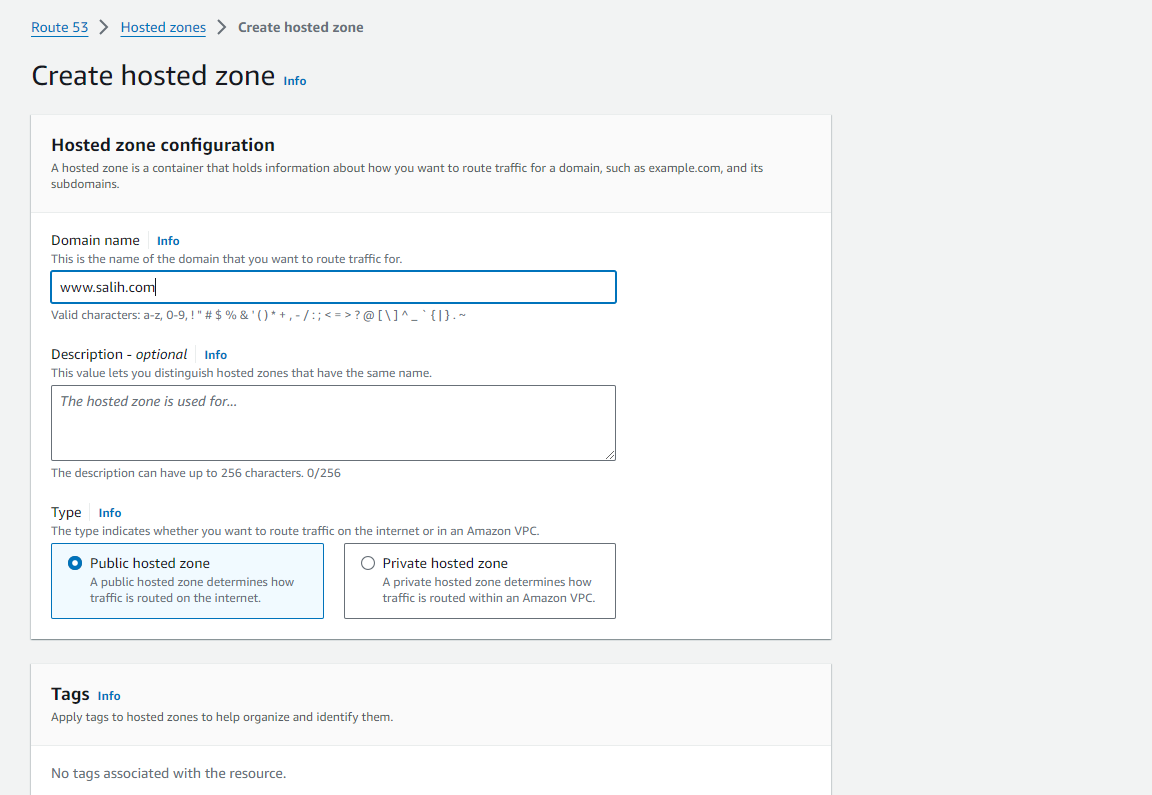 Route 53 > Hosted zones > Create hosted zone
Create hosted zone Info
Hosted zone configuration
A hosted zone is a container that holds information about how you want to route traffic for a domain, such as example.com, and its
subdomains.
Domain name Info
This is the name of the domain that you want to route traffic for.
www.salih.com
Valid characters: a-z, 0-9, ! " # $ % & ' ( ) * + , - / : ; < = > ? @ [ \ ] ^ _ ` { | } . ~
Description - optional Info
This value lets you distinguish hosted zones that have the same name.
The hosted zone is used for...
The description can have up to 256 characters. 0/256
Type Info
The type indicates whether you want to route traffic on the internet or in an Amazon VPC.
Public hosted zone
A public hosted zone determines how
traffic is routed on the internet.
Private hosted zone
A private hosted zone determines how
traffic is routed within an Amazon VPC.
Tags Info
Apply tags to hosted zones to help organize and identify them.
No tags associated with the resource.